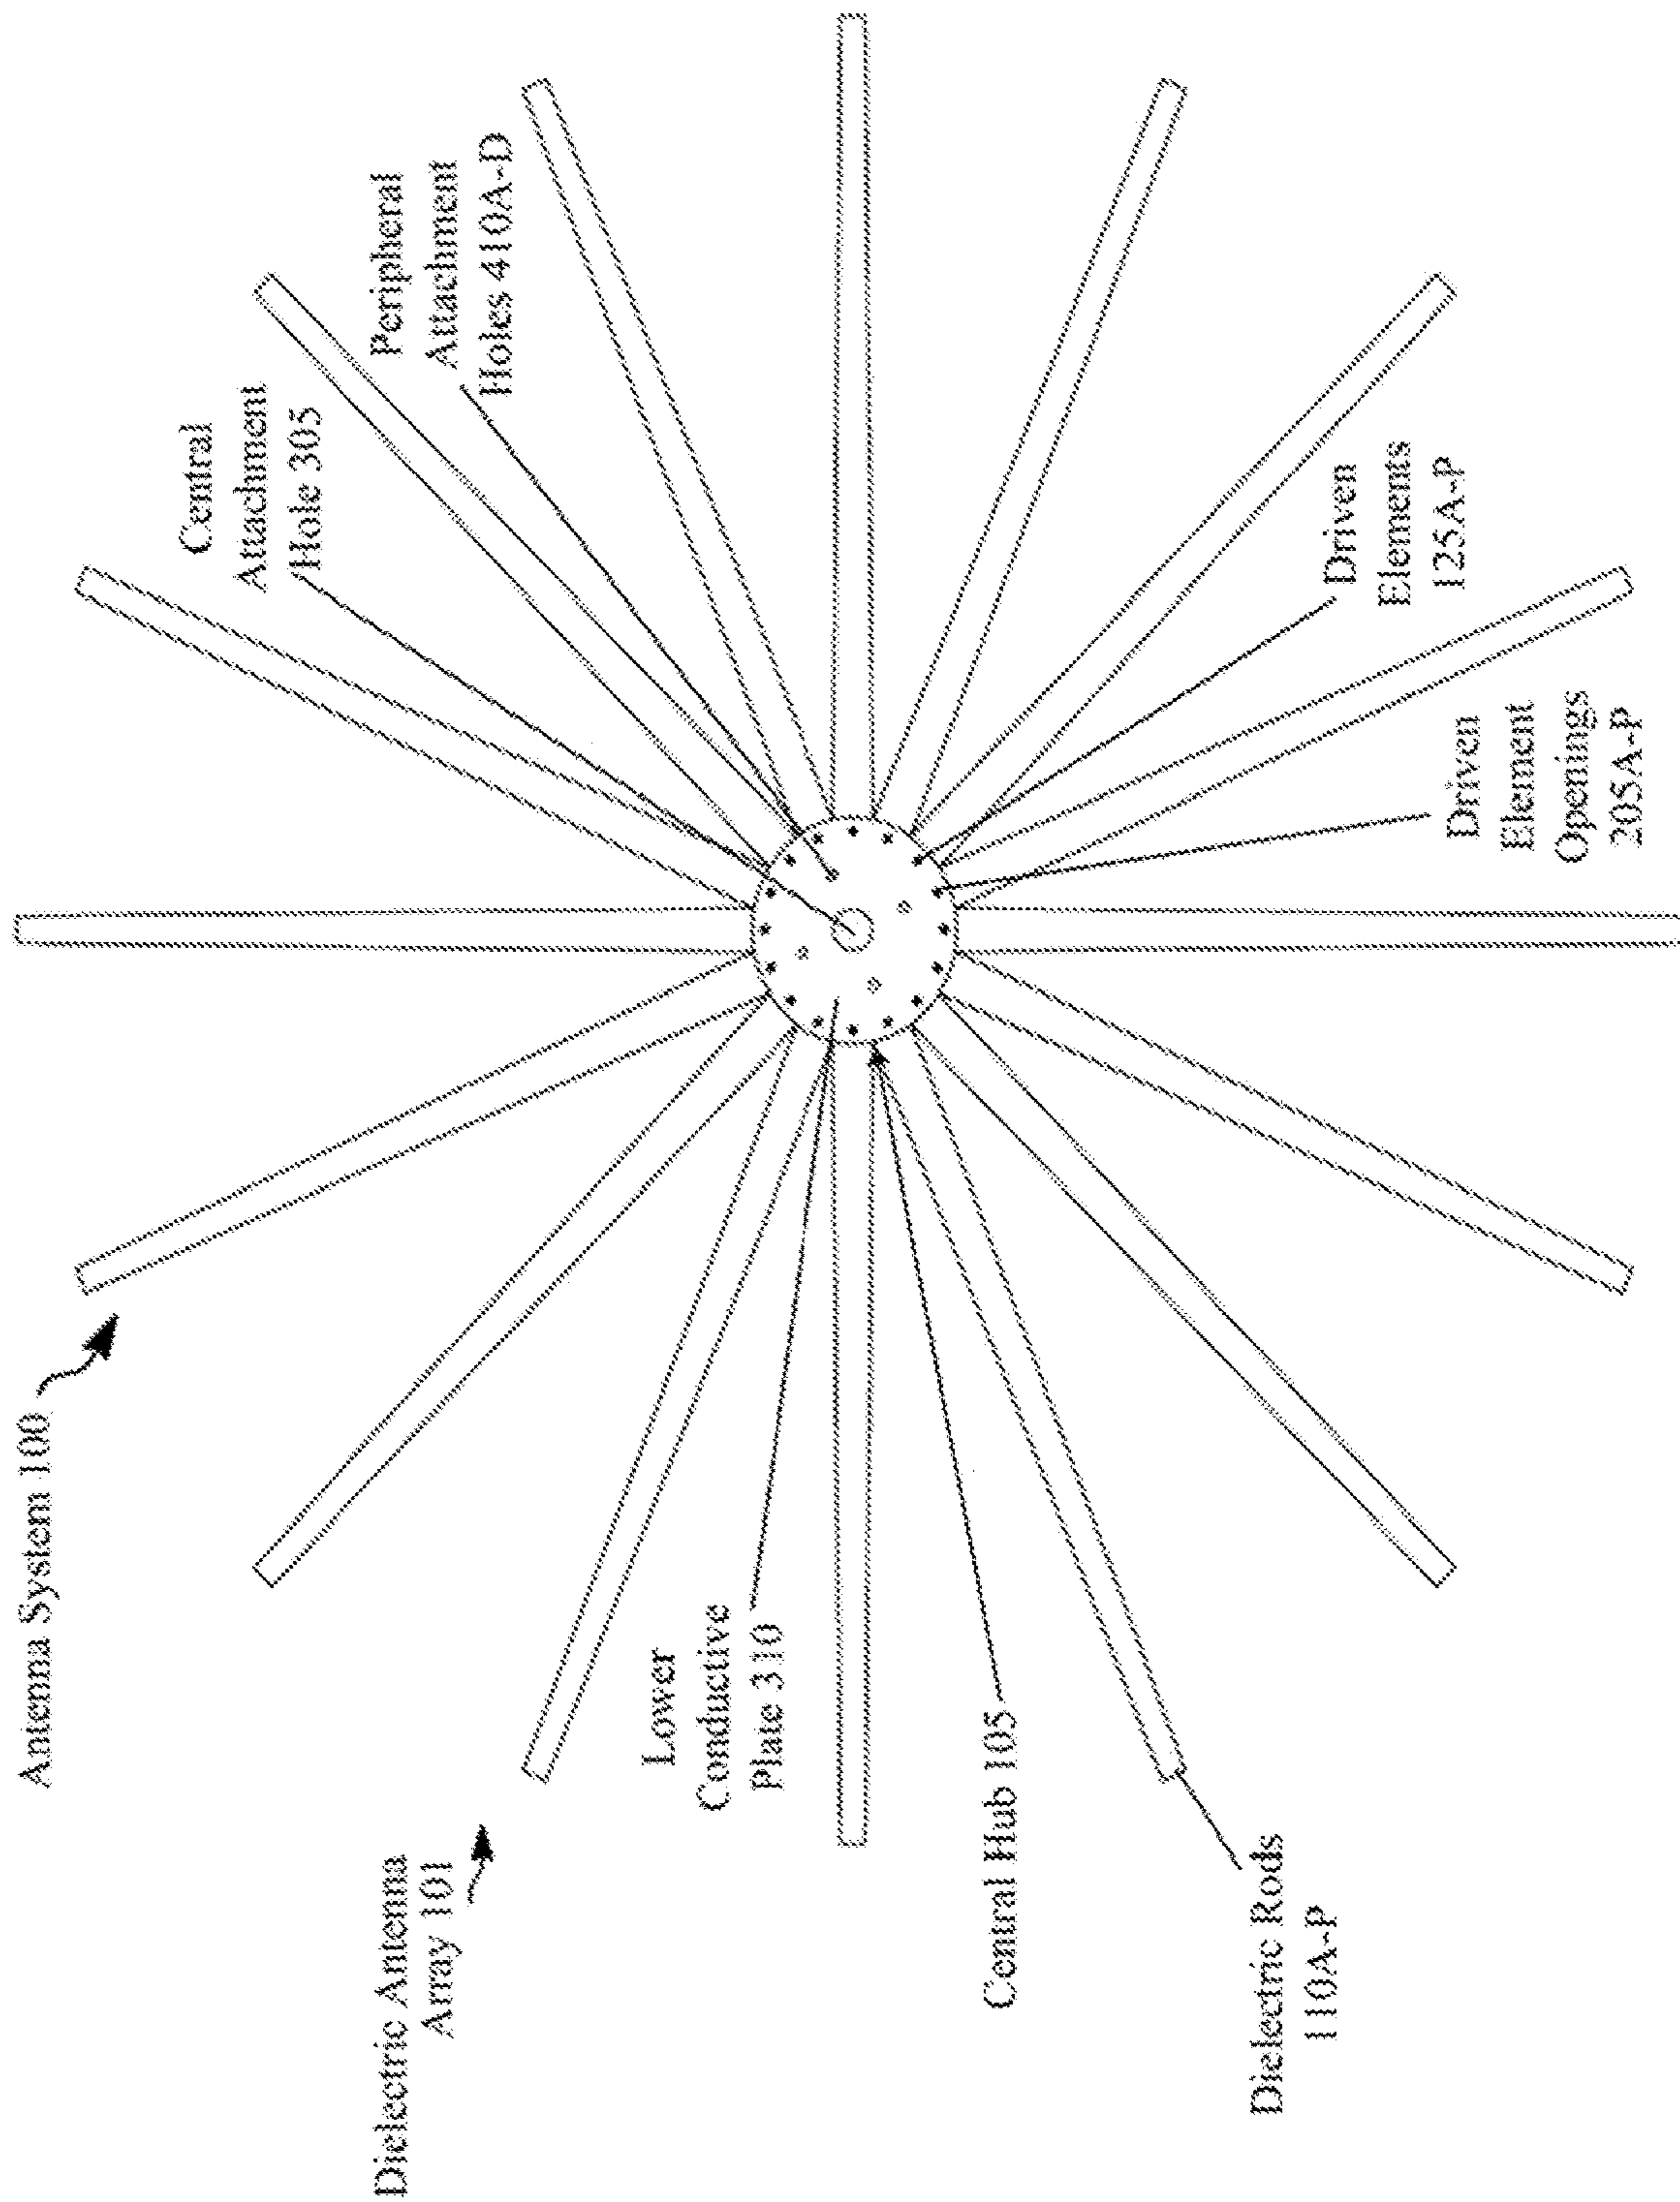 Antenna System 100
Dielectric Antenna
Array 101
Central
Attachment
Hole 305
Peripheral
Attachment
Holes 410A-D
Lower
Conductive
Plate 310
Central Hub 105
Dielectric Rods
110A-P
Driven
Elements
125A-P
Driven
Element
Openings
205A-P